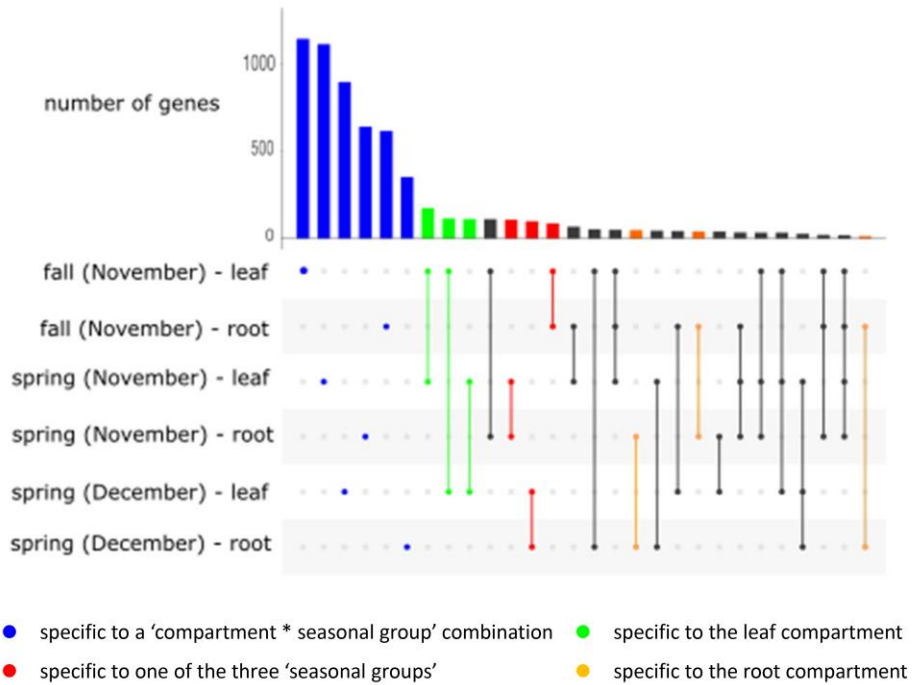 1000
number of genes
500
0
fall (November) - leaf
fall (November) - root
spring (November) - leaf
spring (November) - root
spring (December) - leaf
spring (December) - root
specific to a ‘compartment * seasonal group’ combination
specific to the leaf compartment
specific to one of the three ‘seasonal groups’
specific to the root compartment